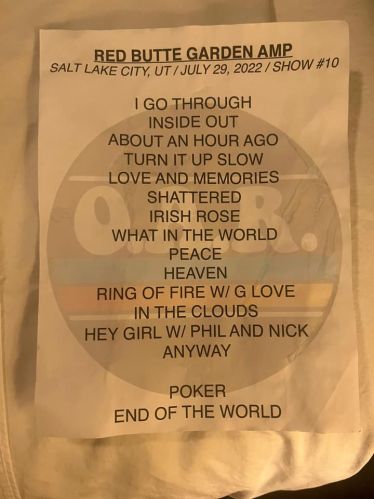 RED BUTTE GARDEN AMP
SALT LAKE CITY, UT / JULY 29, 2022 / SHOW #10
I GO THROUGH
INSIDE OUT
ABOUT AN HOUR AGO
TURN IT UP SLOW
LOVE AND MEMORIES
SHATTERED
IRISH ROSE
O.A.R.
WHAT IN THE WORLD
PEACE
HEAVEN
RING OF FIRE W/ G LOVE
IN THE CLOUDS
HEY GIRL W/ PHIL AND NICK
ANYWAY
POKER
END OF THE WORLD